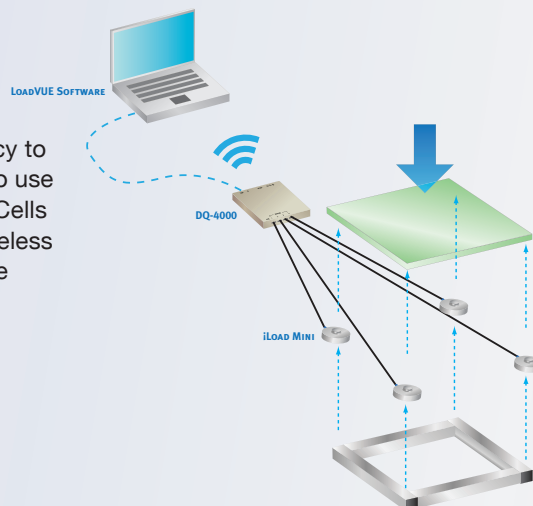 LoadVUE Software
cy to
o use
Cells
eless
e
DQ-4000
iLoad Mini